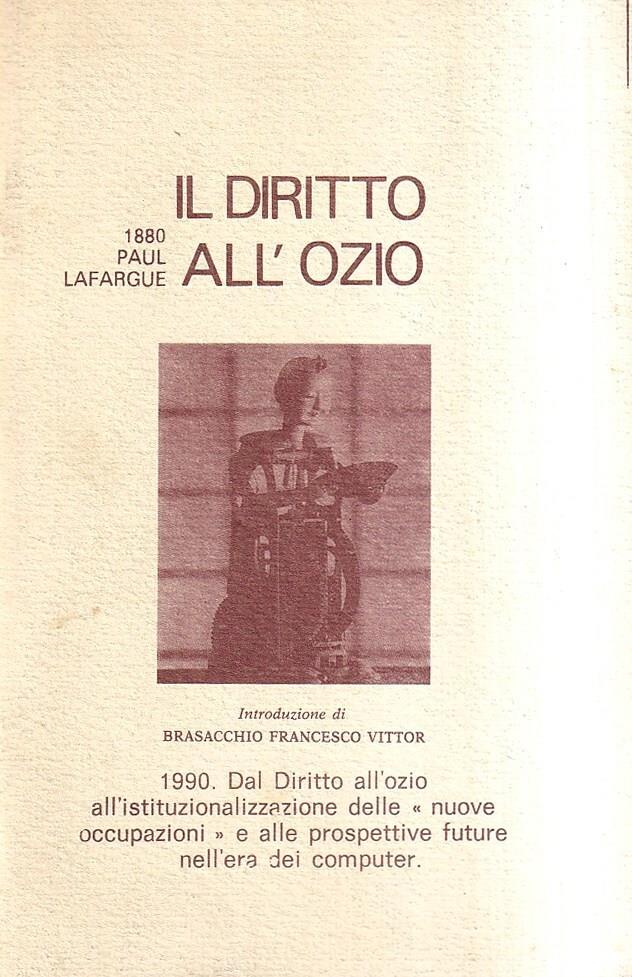 IL DIRITTO
1880
PAUL
LAFARGUE
ALL' OZIO
Introduzione di
BRASACCHIO FRANCESCO VITTOR
1990. Dal Diritto all'ozio
all'istituzionalizzazione delle « nuove
occupazioni » e alle prospettive future
nell'era dei computer.